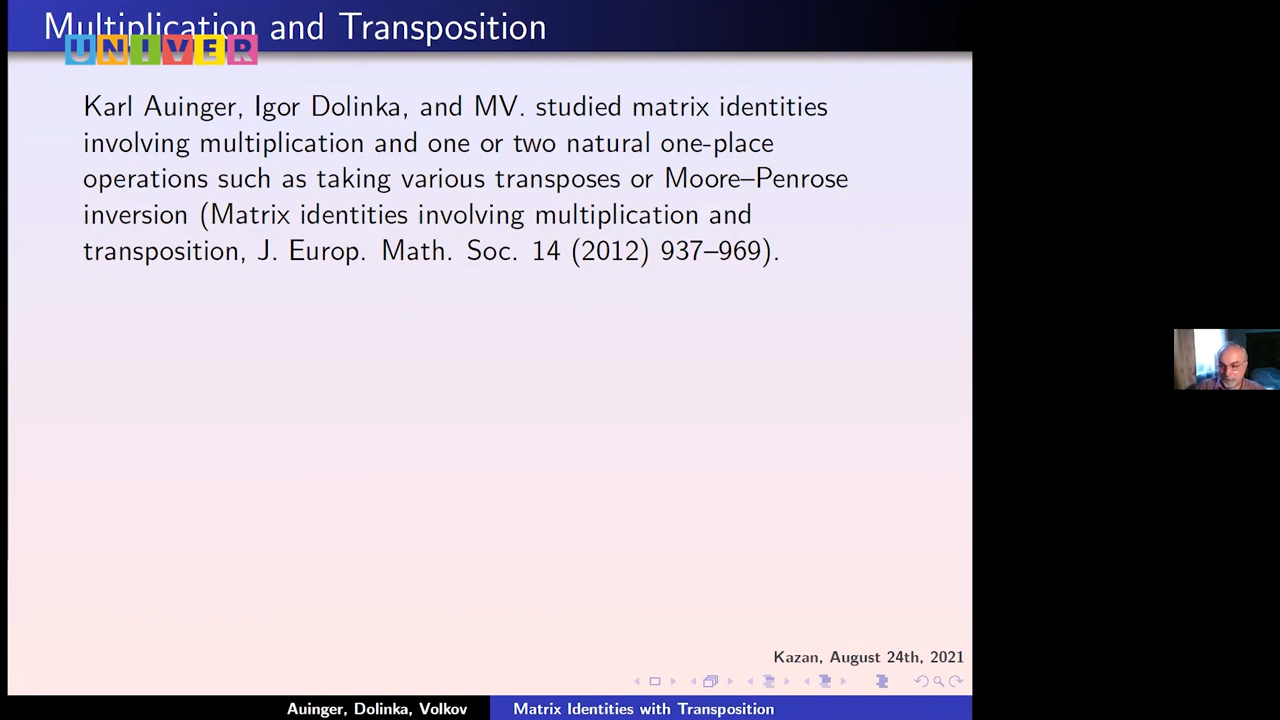 Multiplication and Transposition
UNIVER
Karl Auinger, Igor Dolinka, and MV. studied matrix identities
involving multiplication and one or two natural one-place
operations such as taking various transposes or Moore–Penrose
inversion (Matrix identities involving multiplication and
transposition, J. Europ. Math. Soc. 14 (2012) 937–969).
Kazan, August 24th, 2021
Auinger, Dolinka, Volkov
Matrix Identities with Transposition